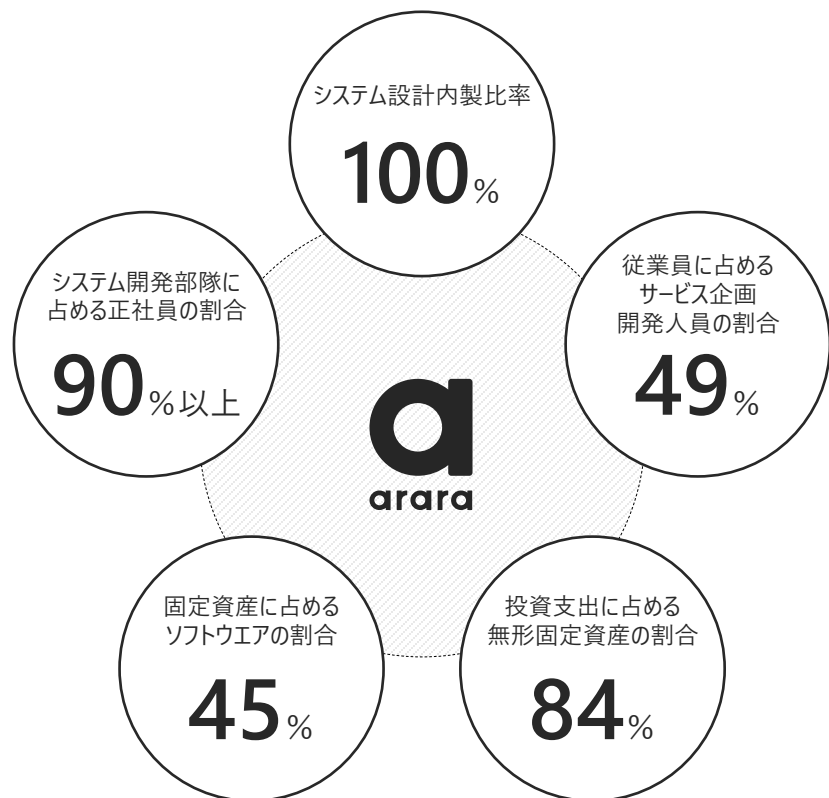 システム設計内製比率
100%
システム開発部隊に
占める正社員の割合
90%以上
従業員に占める
サービス企画
開発人員の割合
49%
a
arara
固定資産に占める
ソフトウエアの割合
45%
投資支出に占める
無形固定資産の割合
84%